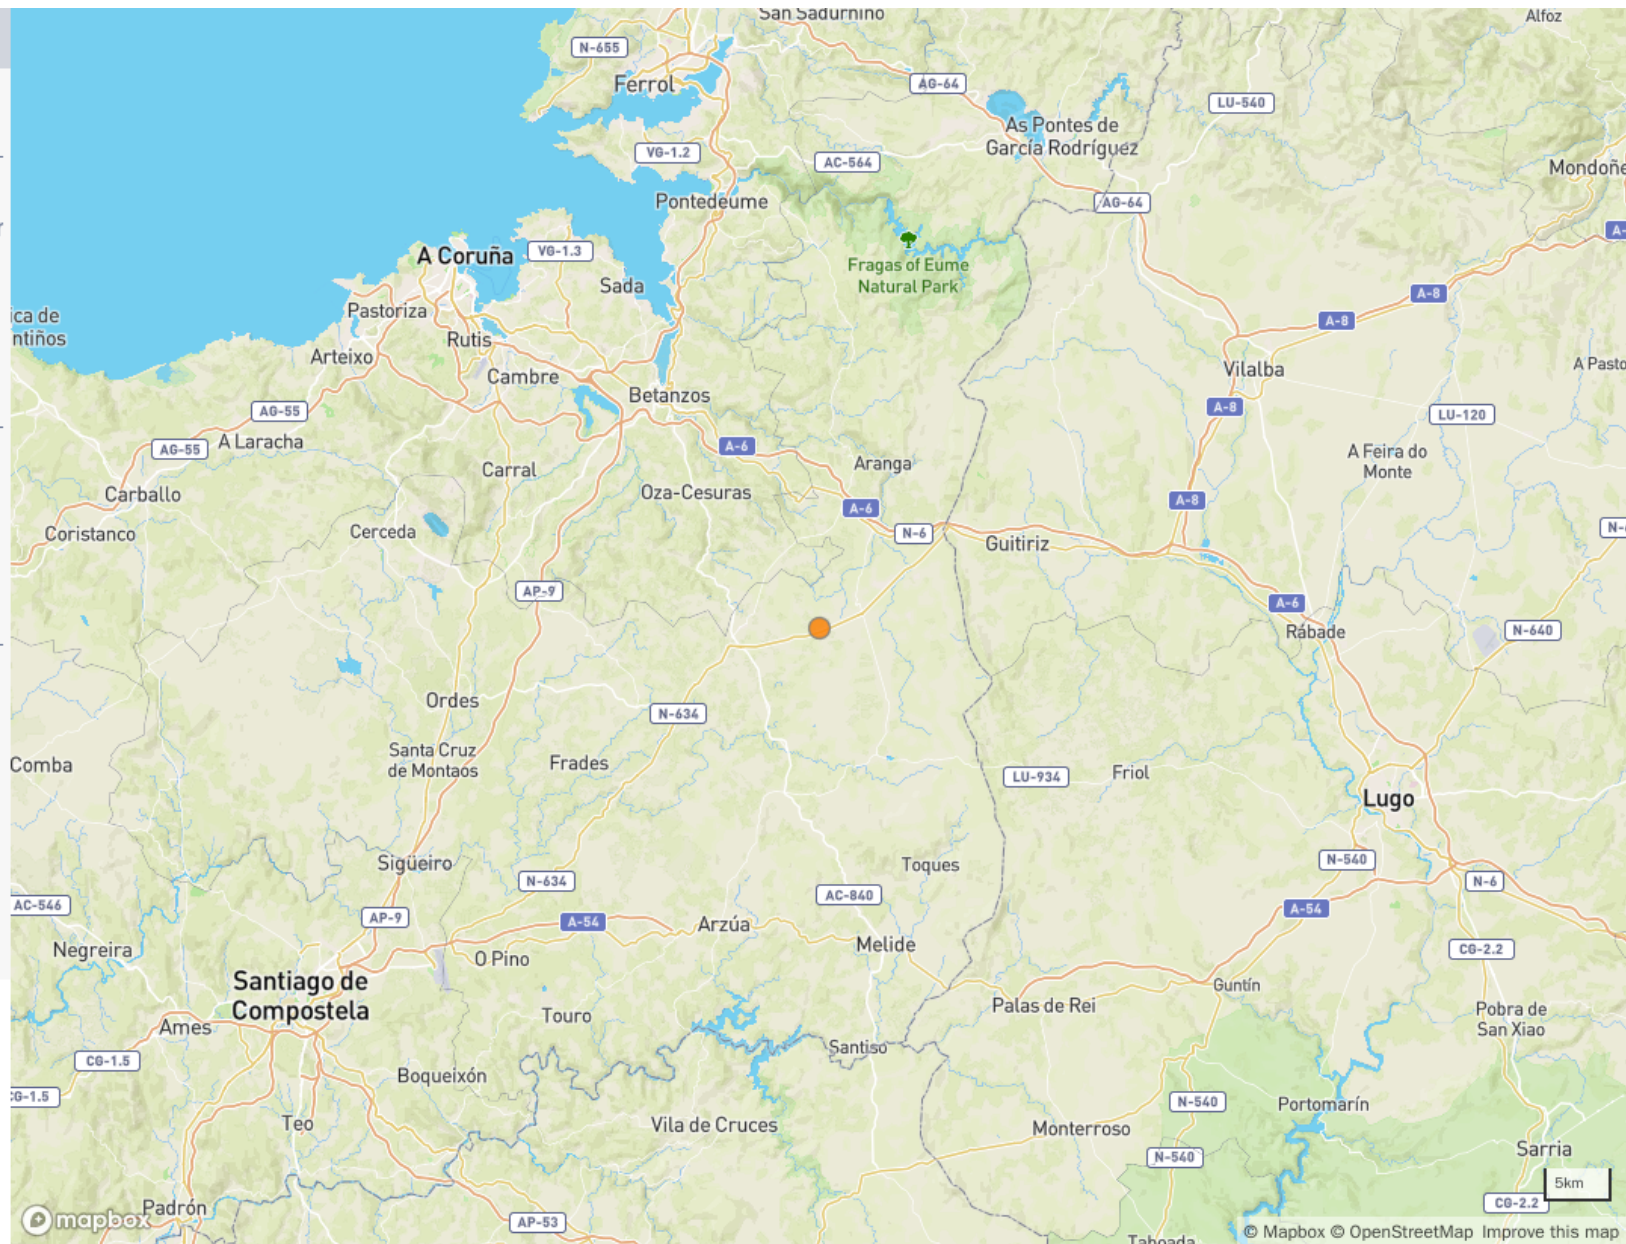 San Sadurniño
Alfoz
N-655
Ferrol
AG-64
LU-540
As Pontes de
García Rodríguez
VG-1.2
AC-564
Mondoñe
Pontedeume
AG-64
A-
A Coruña
VG-1.3
Fragas of Eume
Natural Park
Sada
A-8
ica de
ntiños
Pastoriza
A-8
Rutis
Arteixo
Vilalba
A Pasto
Cambre
Betanzos
A-8
AG-55
LU-120
A Laracha
AG-55
A-6
A Feira do
Monte
Carral
Aranga
Carballo
Oza-Cesuras
A-8
A-6
Coristanco
Cerceda
N-6
Guitiriz
N-
AP-9
A-6
Rábade
N-640
Ordes
N-634
Santa Cruz
de Montaos
Comba
Frades
LU-934
Friol
Lugo
Sigüeiro
Toques
N-540
N-634
AC-840
N-6
AC-546
AP-9
A-54
Arzúa
A-54
Negreira
O Pino
Melide
CG-2.2
Santiago de
Compostela
Guntín
Palas de Rei
Pobra de
San Xiao
Ames
Touro
Santiso
CG-1.5
Boqueixón
CG-1.5
N-540
Portomarín
Teo
Vila de Cruces
Monterroso
Sarria
N-540
5km
Padrón
CG-2.2
mapbox
AP-53
Taboada
© Mapbox © OpenStreetMap Improve this map